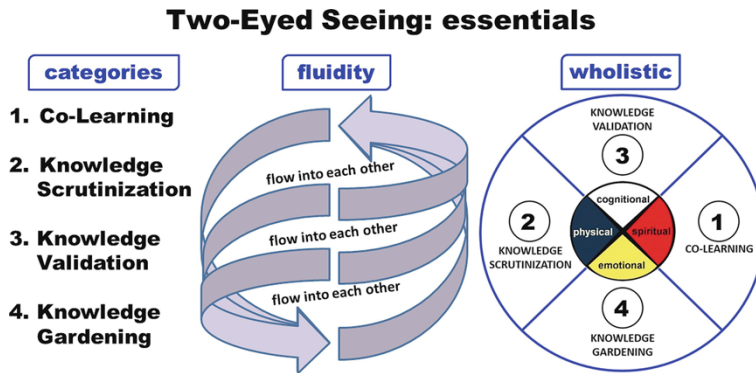 Two-Eyed Seeing: essentials
categories
1. Co-Learning
2. Knowledge
Scrutinization
3. Knowledge
Validation
4. Knowledge
Gardening
fluidity
flow into each other
flow into each other
flow into each other
wholistic
KNOWLEDGE
VALIDATION
3
cognitional
2
physical
spiritual
1
KNOWLEDGE
SCRUTINIZATION
CO-LEARNING
emotional
4
KNOWLEDGE
GARDENING